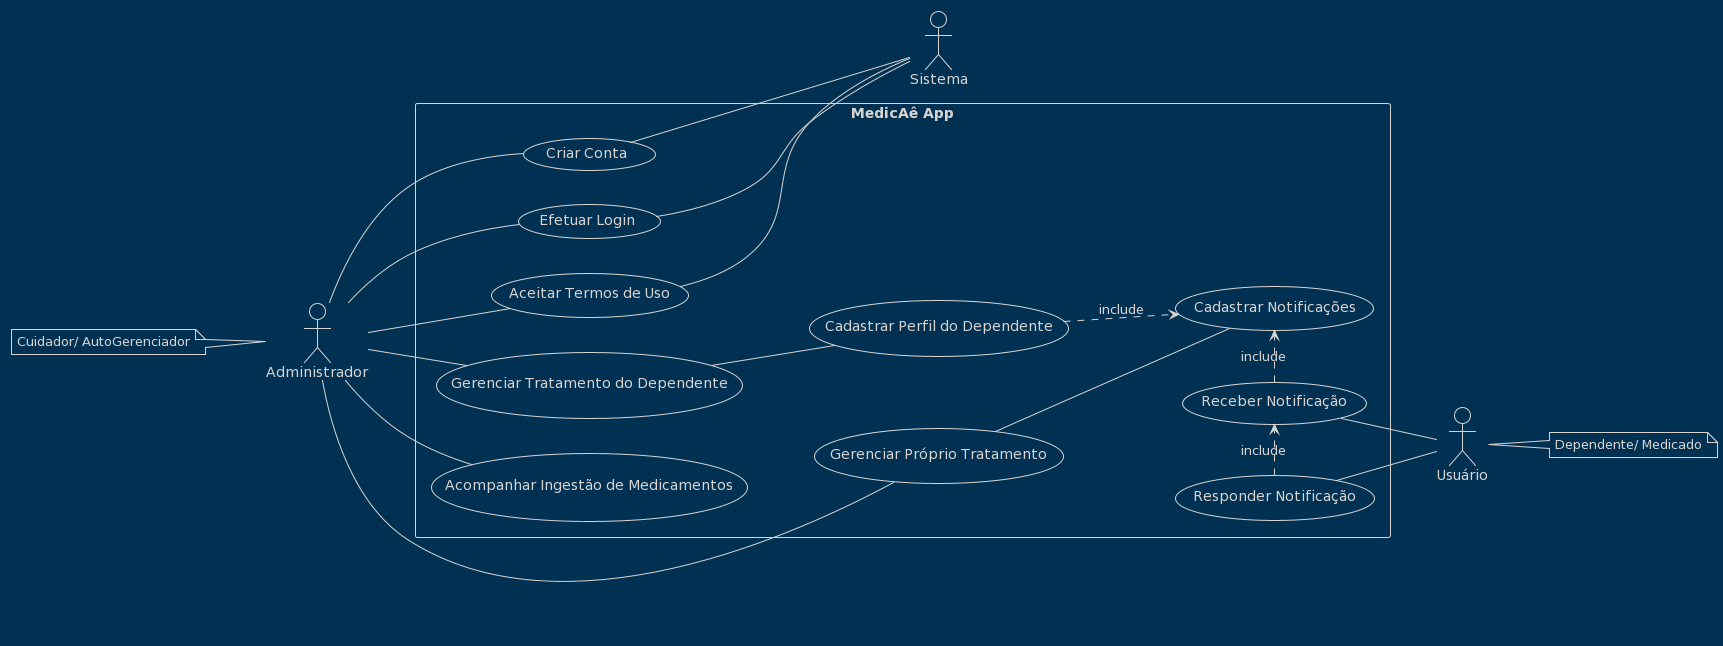 Sistema
MedicAê App
Criar Conta
Efetuar Login
Aceitar Termos de Uso
Cadastrar Perfil do Dependente
include
Cadastrar Notificações
Cuidador/ AutoGerenciador
Administrador
include
Gerenciar Tratamento do Dependente
Receber Notificação
Gerenciar Próprio Tratamento
include
Dependente/ Medicado
Usuário
Acompanhar Ingestão de Medicamentos
Responder Notificação